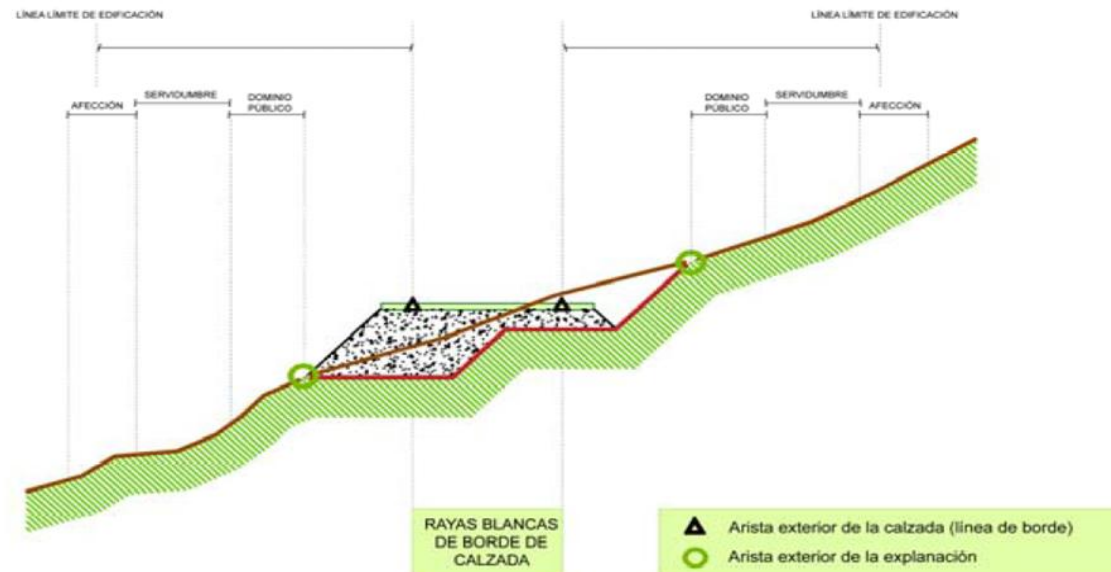 LÍNEA LÍMITE DE EDIFICACIÓN
LÍNEA LÍMITE DE EDIFICACIÓN
AFECCIÓN
SERVIDUMBRE
DOMINIO
PÚBLICO
DOMINIO
PÚBLICO
SERVIDUMBRE
AFECCIÓN
RAYAS BLANCAS
DE BORDE DE
CALZADA
Arista exterior de la calzada (línea de borde)
Arista exterior de la explanación